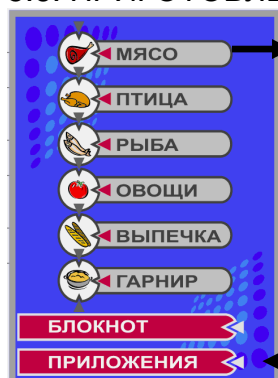 МЯСО
ПТИЦА
РЫБА
ОВОЩИ
ВЫПЕЧКА
ГАРНИР
БЛОКНОТ
ПРИЛОЖЕНИЯ